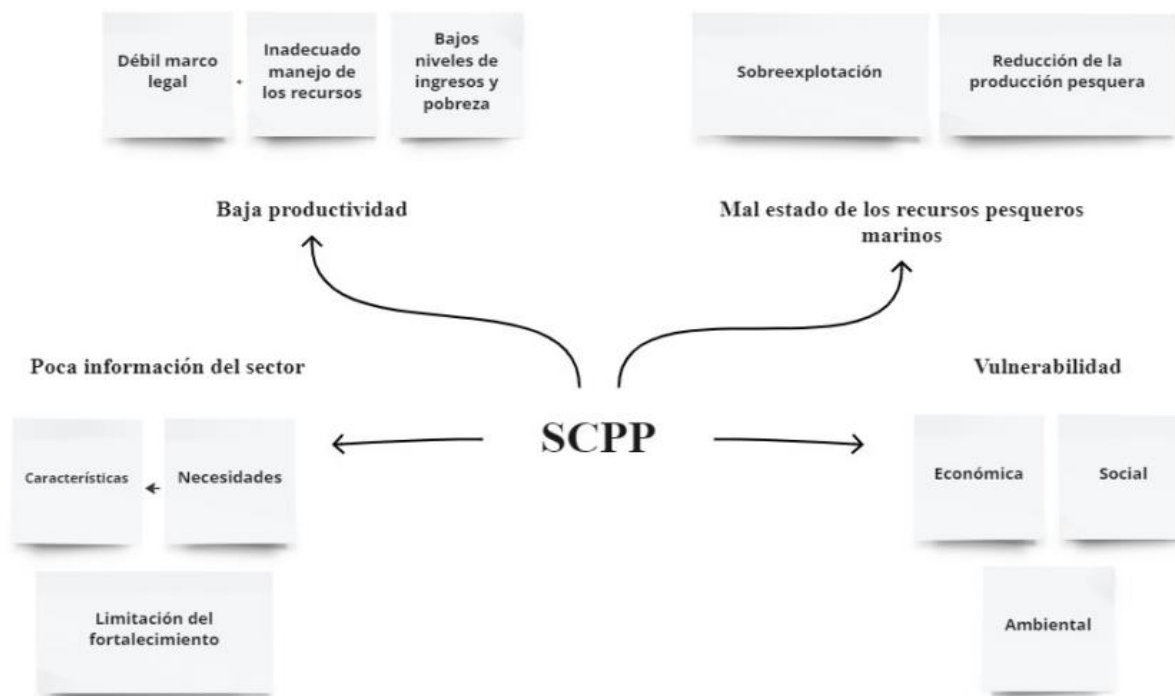 Débil marco
legal
Inadecuado
manejo de
los recursos
Bajos
niveles de
ingresos y
pobreza
Sobreexplotación
Reducción de la
producción pesquera
Baja productividad
Mal estado de los recursos pesqueros
marinos
Poca información del sector
Vulnerabilidad
SCPP
Características
Necesidades
Económica
Social
Limitación del
fortalecimiento
Ambiental